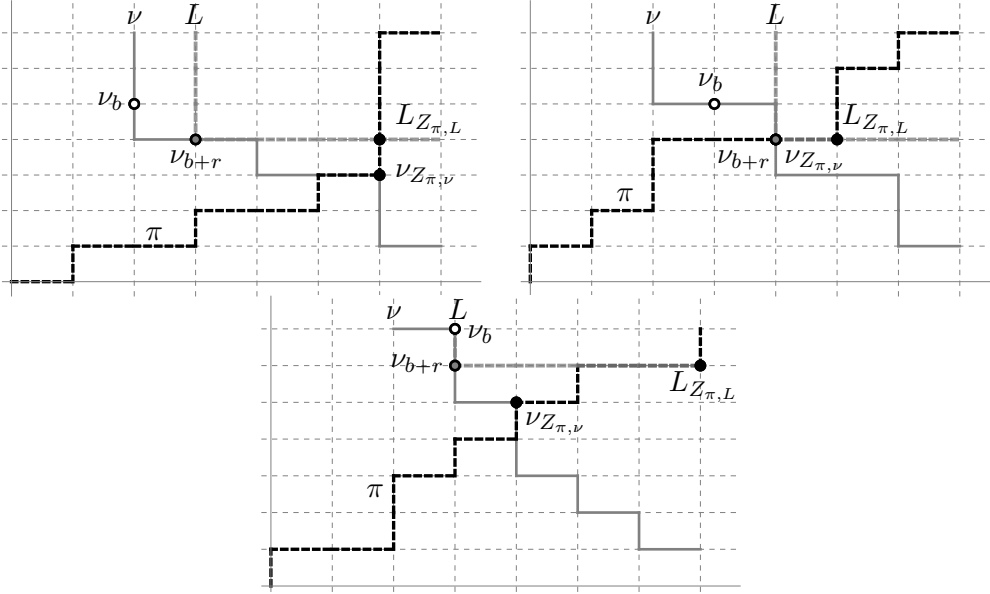 ν L
ν_b
L_{Z_{π,L}}
ν_{b+r}
ν_{Z_{π,ν}}
π
ν L
ν_b
L_{Z_{π,L}}
ν_{b+r} ν_{Z_{π,ν}}
π
ν L
ν_b
ν_{b+r}
L_{Z_{π,L}}
ν_{Z_{π,ν}}
π